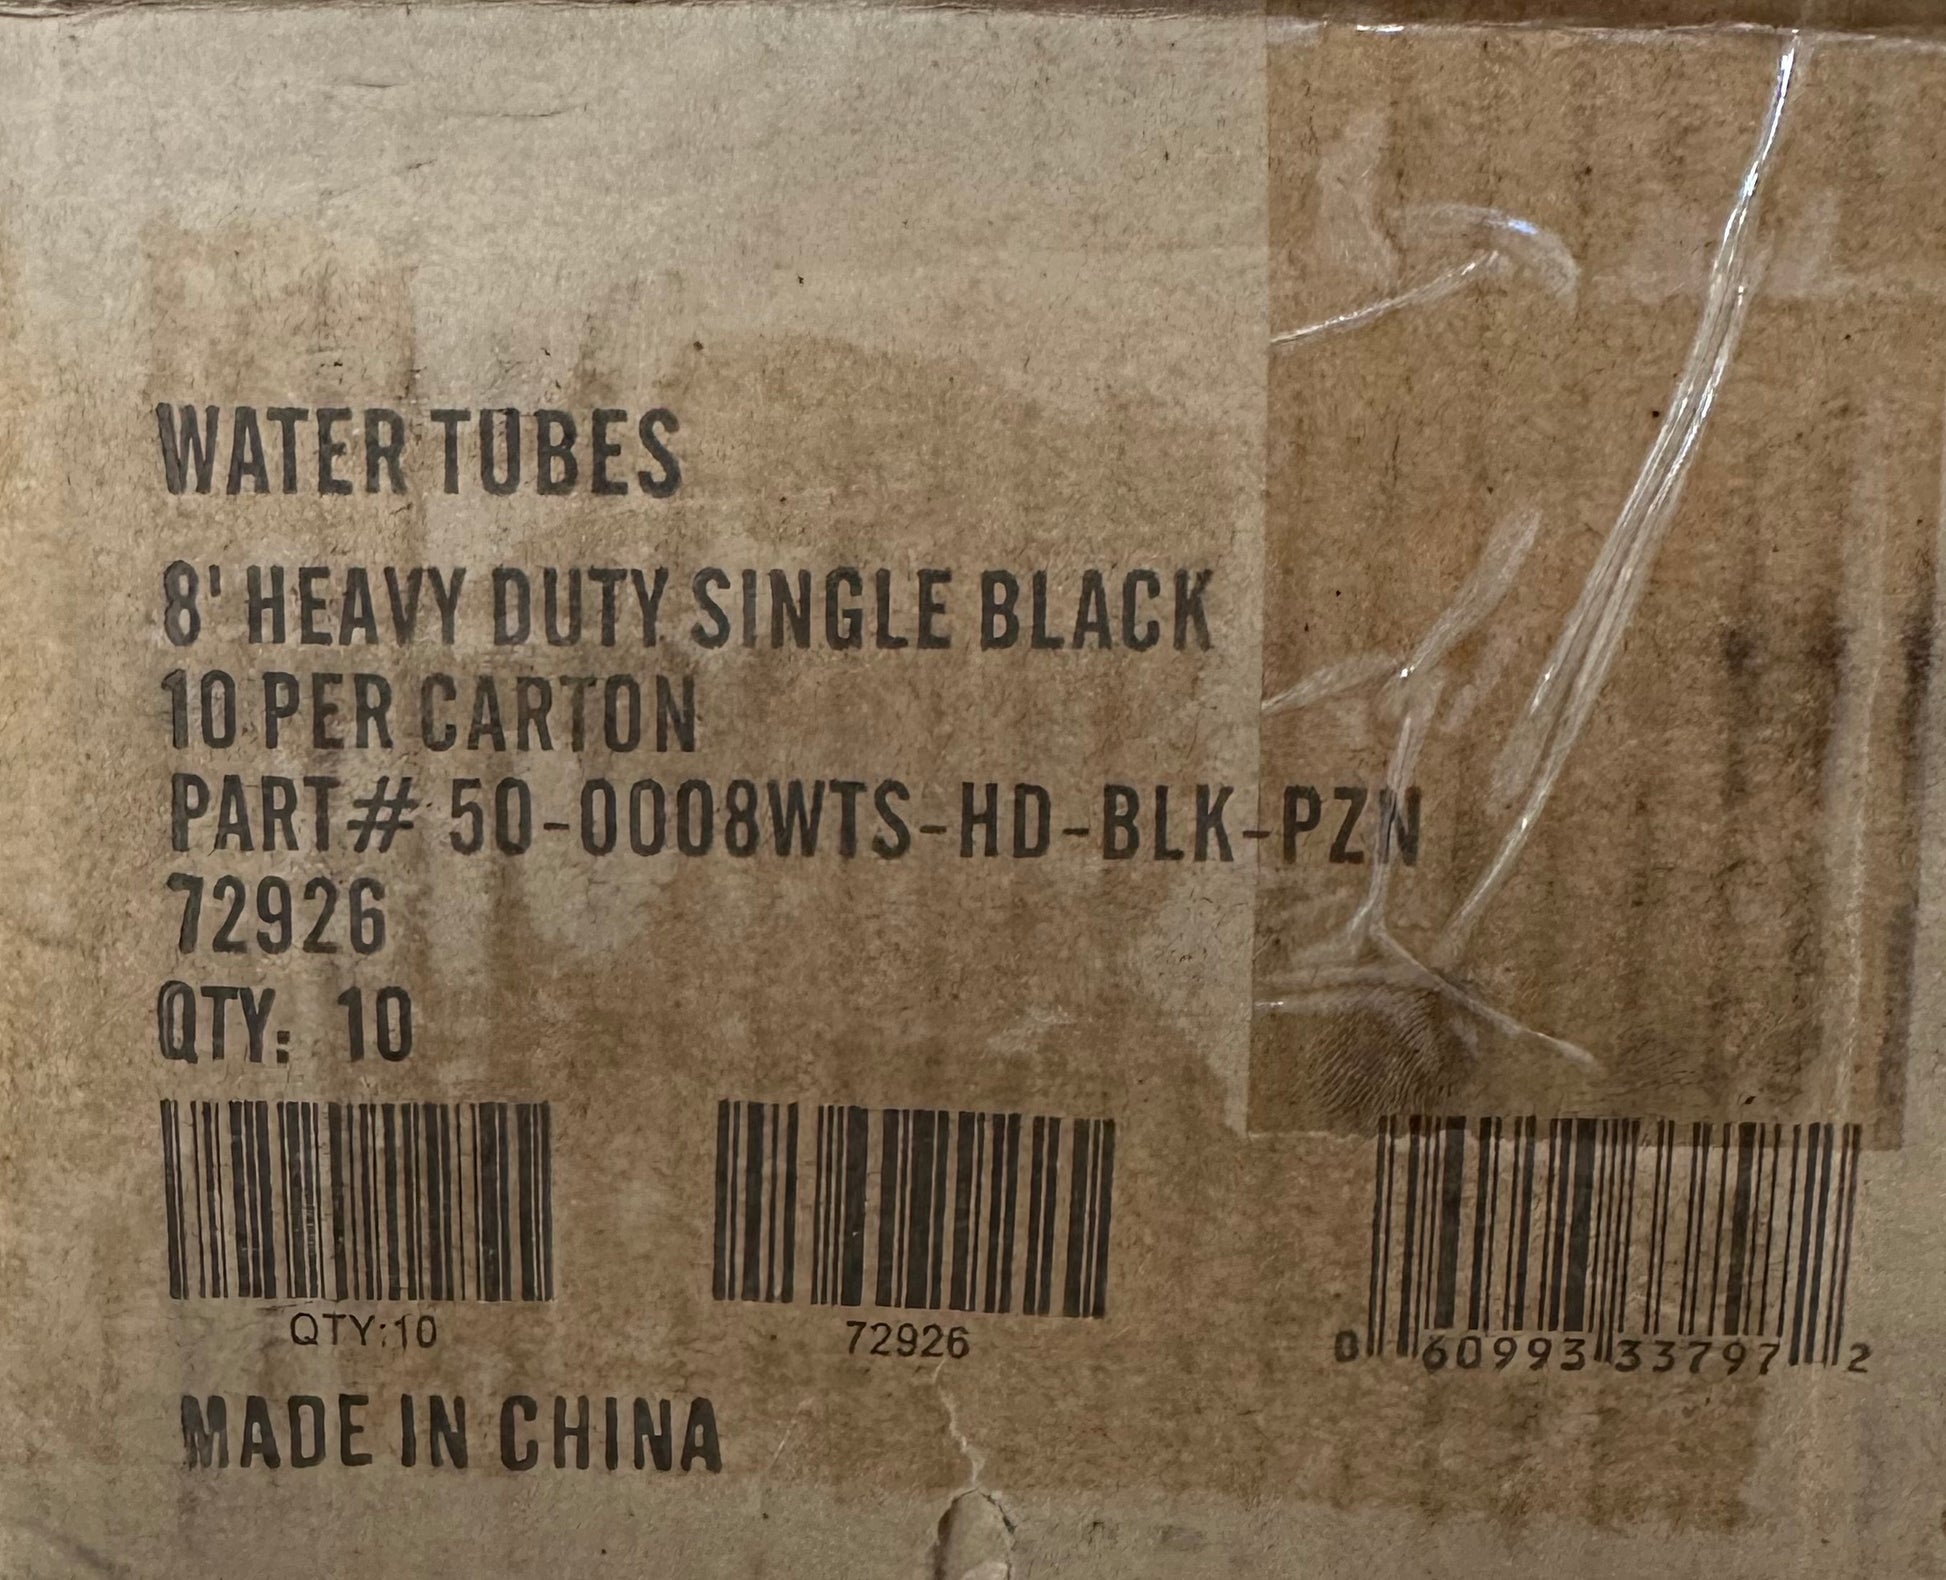 WATER TUBES
8' HEAVY DUTY SINGLE BLACK
10 PER CARTON
PART# 50-0008WTS-HD-BLK-PZN
72926
QTY: 10
QTY:10
72926
0 60993 33797 2
MADE IN CHINA